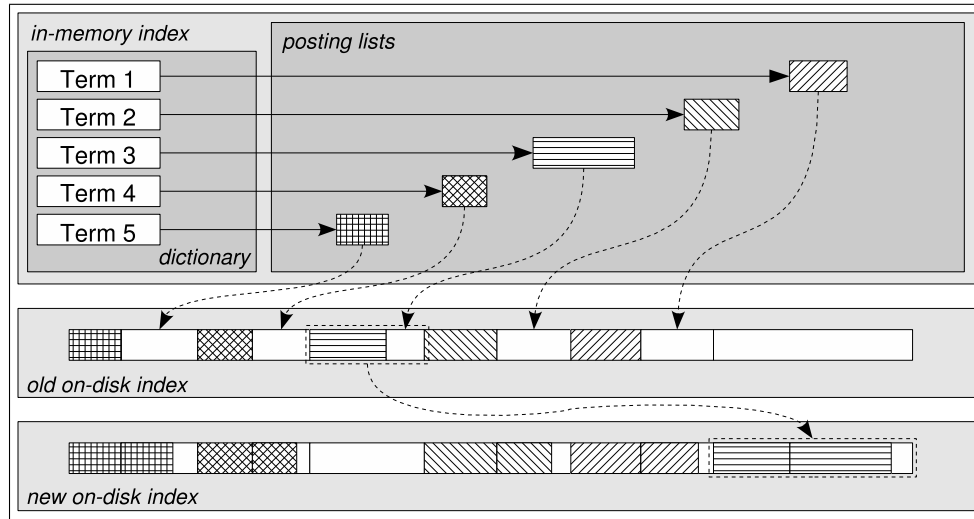 in-memory index
posting lists
Term 1
Term 2
Term 3
Term 4
Term 5
dictionary
old on-disk index
new on-disk index